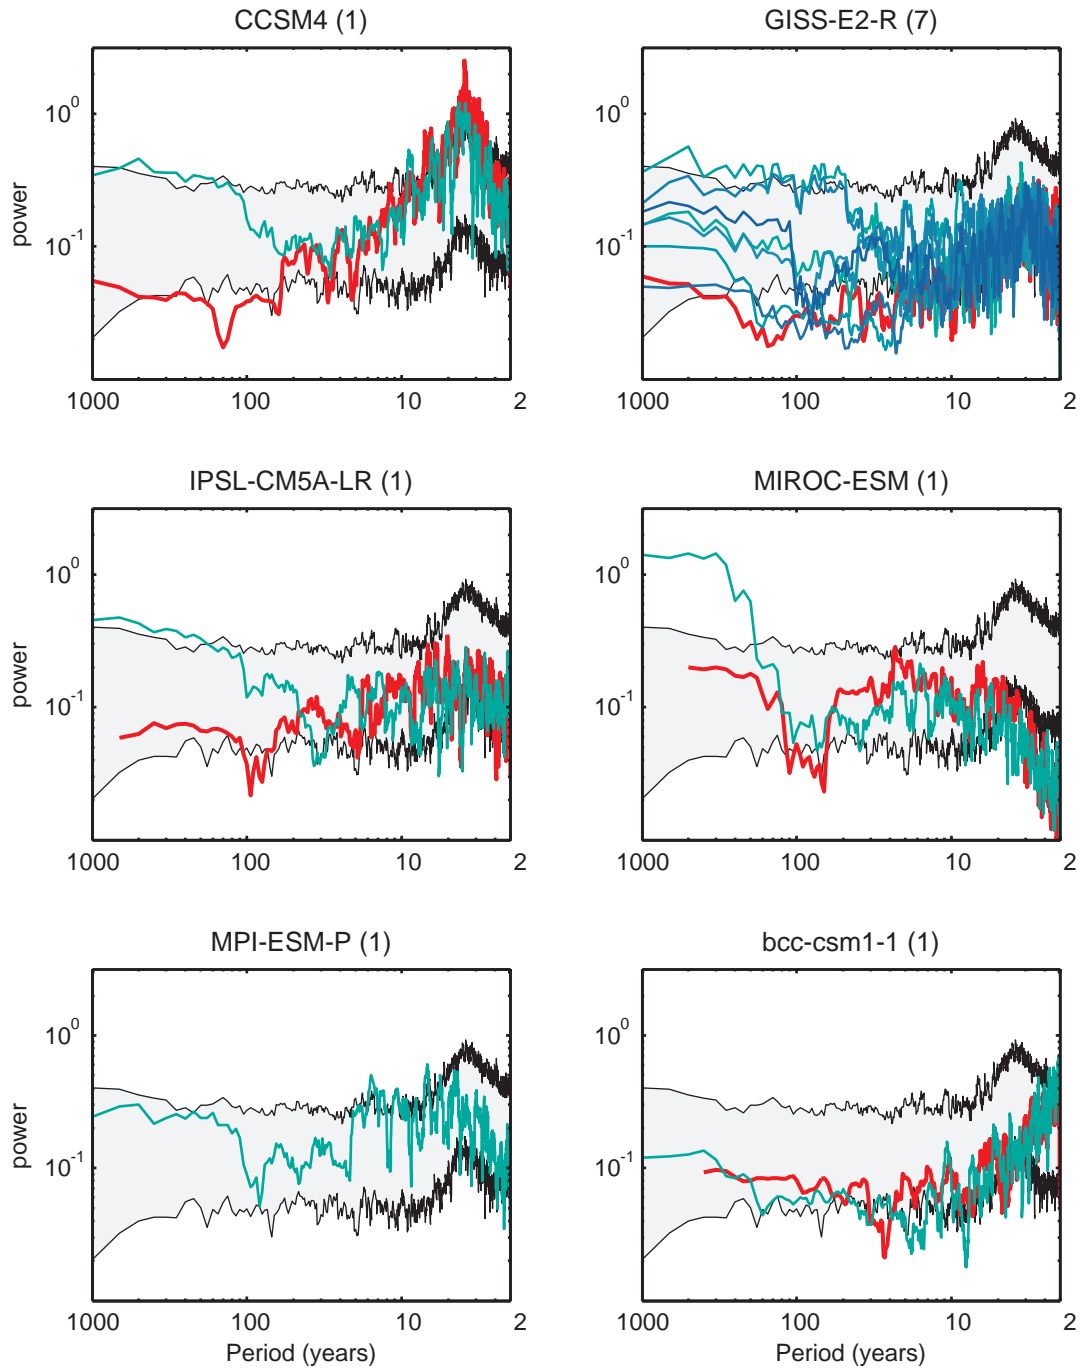 CCSM4 (1)
GISS-E2-R (7)
power
10^0
10^-1
1000 100 10 2
10^0
10^-1
1000 100 10 2
IPSL-CM5A-LR (1)
MIROC-ESM (1)
power
10^0
10^-1
1000 100 10 2
10^0
10^-1
1000 100 10 2
MPI-ESM-P (1)
bcc-csm1-1 (1)
power
10^0
10^-1
1000 100 10 2
Period (years)
10^0
10^-1
1000 100 10 2
Period (years)